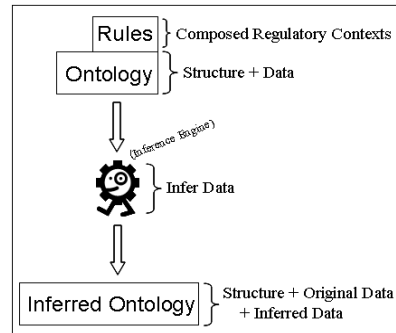 Rules
Composed Regulatory Contexts
Ontology
Structure + Data
(Inference Engine)
Infer Data
Inferred Ontology
Structure + Original Data
+ Inferred Data